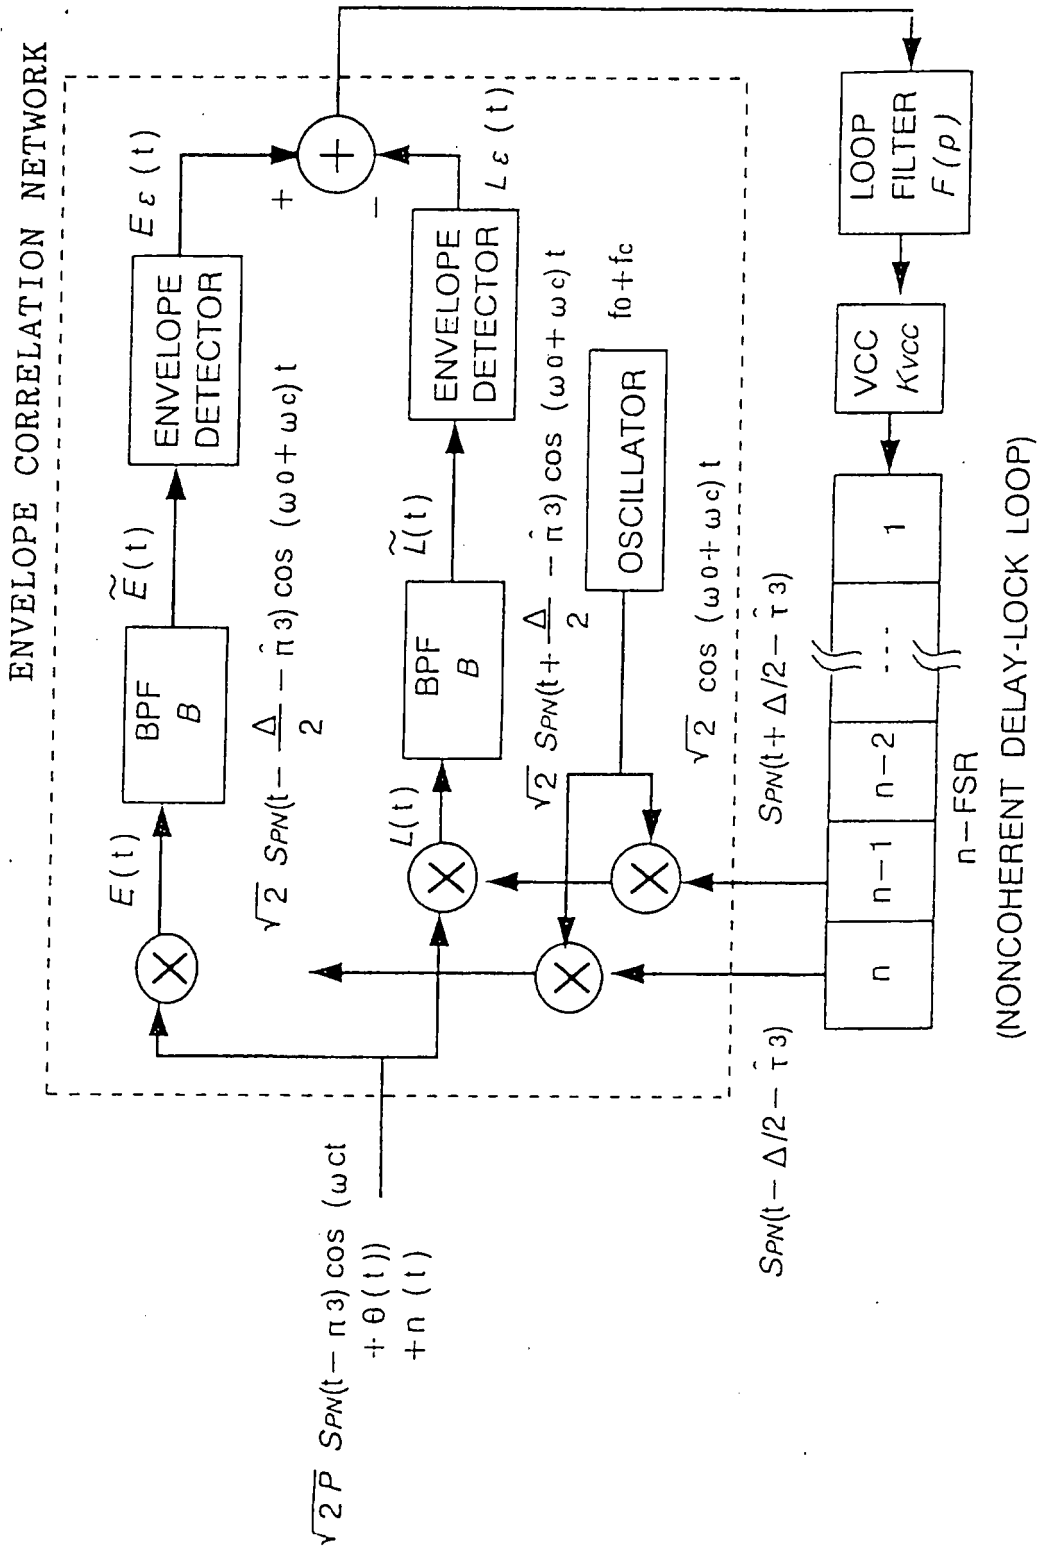 ENVELOPE CORRELATION NETWORK
E(t)
BPF
B
Ẽ(t)
ENVELOPE
DETECTOR
Eε(t)
√2 SPN(t− Δ/2 − π̂3) cos (ω0+ωc)t
+
+
−
L(t)
BPF
B
L̃(t)
ENVELOPE
DETECTOR
Lε(t)
√2 SPN(t+ Δ/2 − π̂3) cos (ω0+ωc)t
OSCILLATOR
f0+fc
√2 cos (ω0+ωc)t
√2P SPN(t−π3) cos (ωct
+θ(t))
+n(t)
SPN(t−Δ/2−τ̂3)
SPN(t+Δ/2−τ̂3)
n
n−1
n−2
---
1
VCC
Kvcc
LOOP
FILTER
F(p)
n−FSR
(NONCOHERENT DELAY-LOCK LOOP)